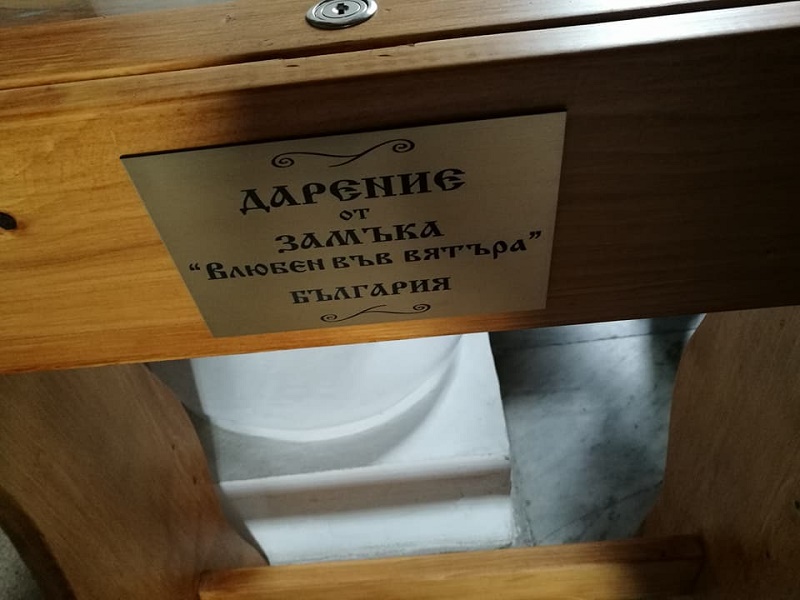 ДАРЕНИЕ
от
ЗАМЪКА
“Влюбен във вятъра”
БЪЛГАРИЯ